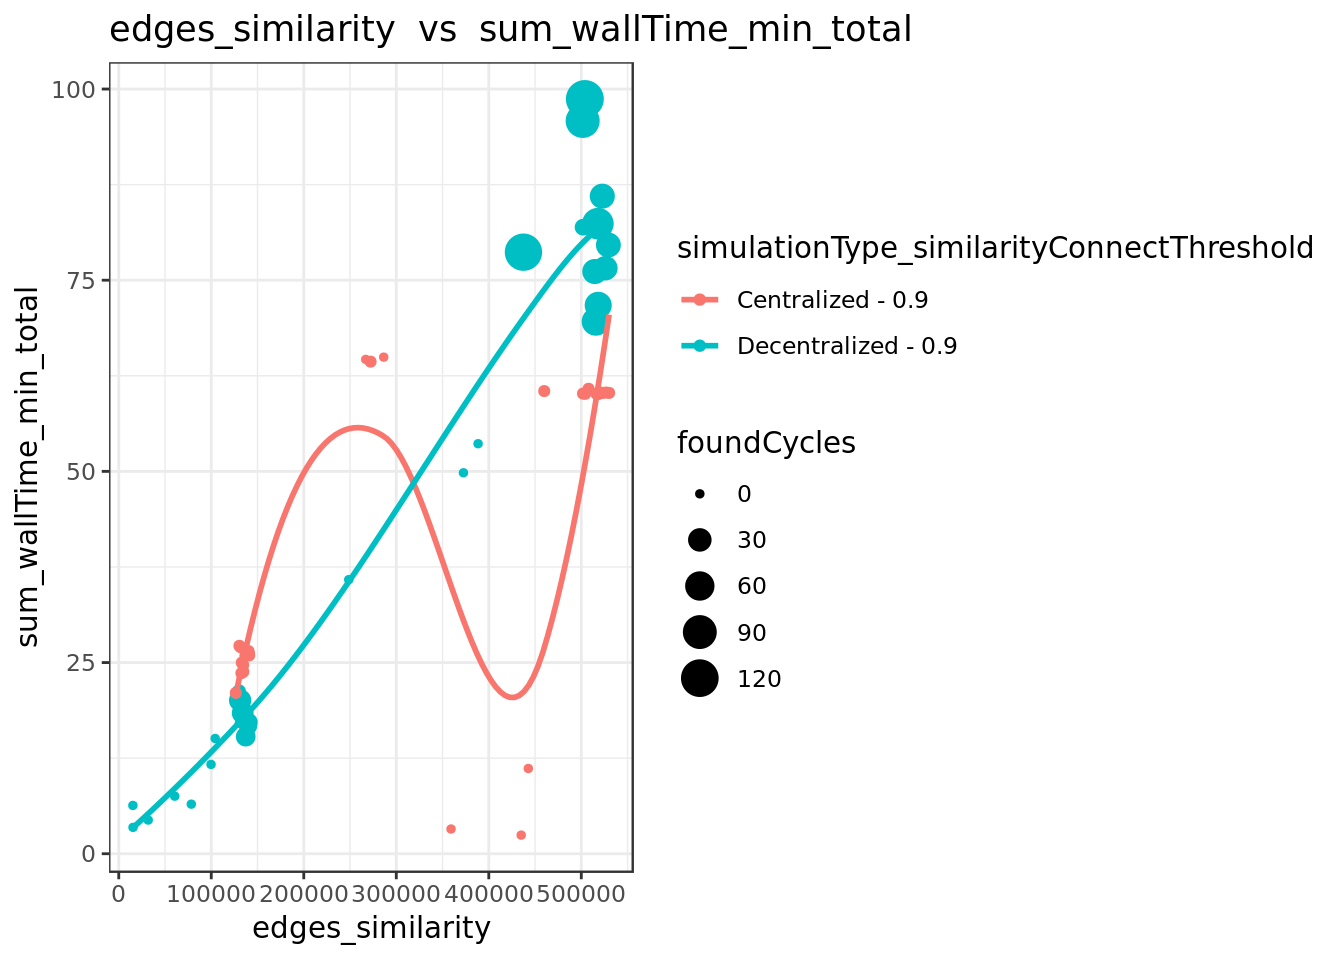 edges_similarity  vs  sum_wallTime_min_total
sum_wallTime_min_total
100
75
50
25
0
0
100000
200000
300000
400000
500000
edges_similarity
simulationType_similarityConnectThreshold
Centralized - 0.9
Decentralized - 0.9
foundCycles
0
30
60
90
120